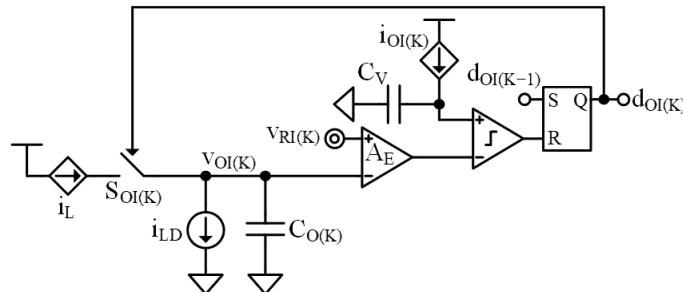 i_OI(K)
C_V
d_OI(K−1)
S Q
d_OI(K)
+
R
v_RI(K)
+
A_E
−
v_OI(K)
−
S_OI(K)
i_L
i_LD
C_O(K)